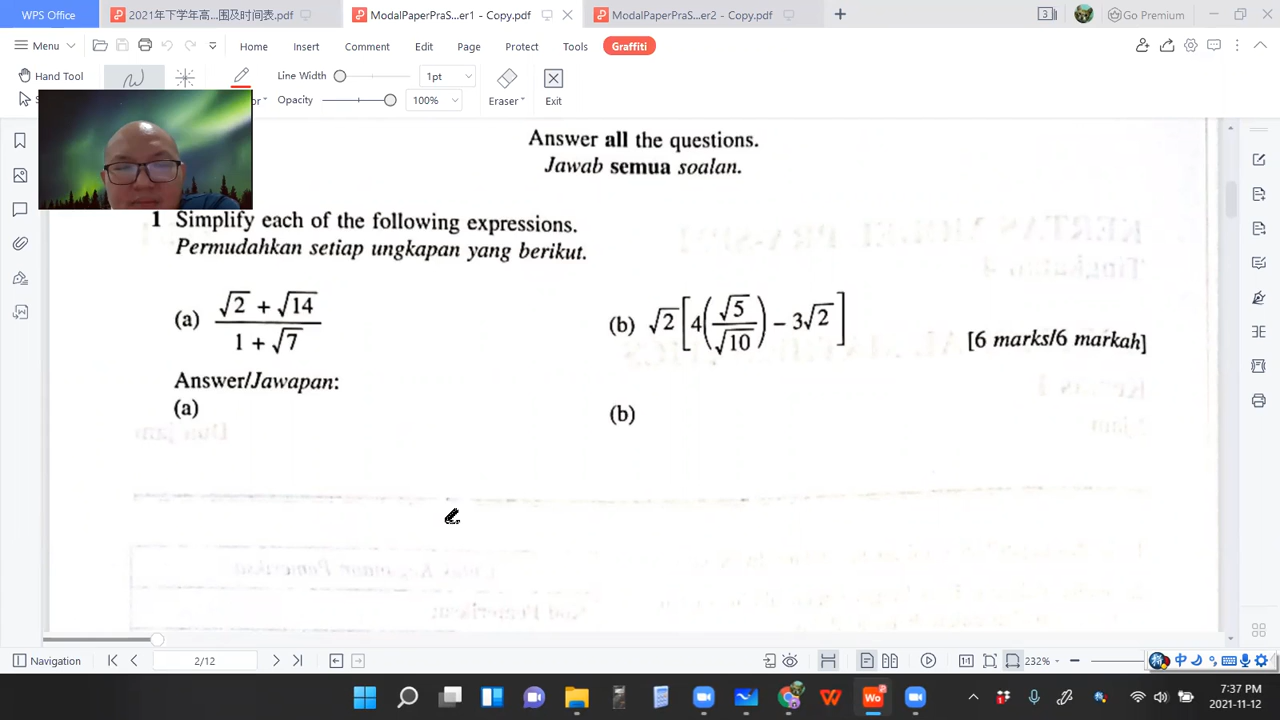 WPS Office
2021年下学期高...围及时间表.pdf
ModalPaperPraS...er1 - Copy.pdf
ModalPaperPraS...er2 - Copy.pdf
Go Premium
Menu
Home
Insert
Comment
Edit
Page
Protect
Tools
Graffiti
Hand Tool
Line Width
1pt
Opacity
100%
Eraser
Exit
Answer all the questions.
Jawab semua soalan.
1 Simplify each of the following expressions.
Permudahkan setiap ungkapan yang berikut.
(a) (√2 + √14)/(1 + √7)
(b) √2[4(√5/√10) – 3√2]
[6 marks/6 markah]
Answer/Jawapan:
(a)
(b)
Navigation
2/12
232%
中
7:37 PM
2021-11-12